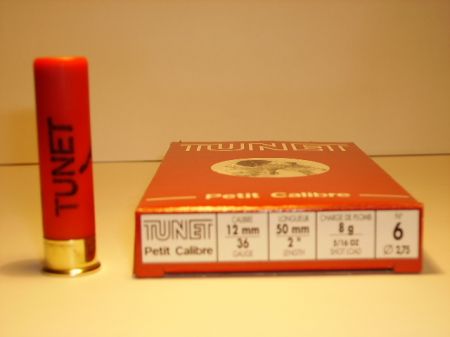 TUNET
TUNET
Petit Calibre
TUNET
Petit Calibre
CALIBRE
12 mm
36
GAUGE
LONGUEUR
50 mm
2"
LENGTH
CHARGE DE PLOMB
8 g
5/16 OZ
SHOT LOAD
N°
6
Ø 2,75